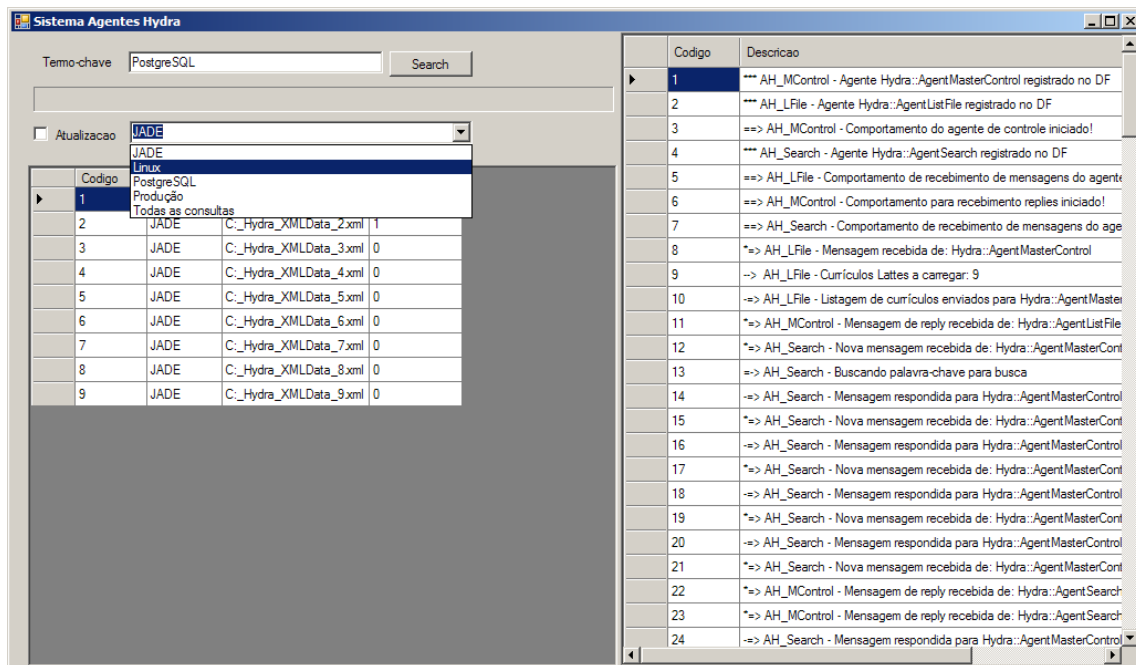 Sistema Agentes Hydra
Termo-chave PostgreSQL Search
Atualizacao JADE
JADE
Linux
PostgreSQL
Produção
Todas as consultas
Codigo
1
2 JADE C:_Hydra_XMLData_2.xml 1
3 JADE C:_Hydra_XMLData_3.xml 0
4 JADE C:_Hydra_XMLData_4.xml 0
5 JADE C:_Hydra_XMLData_5.xml 0
6 JADE C:_Hydra_XMLData_6.xml 0
7 JADE C:_Hydra_XMLData_7.xml 0
8 JADE C:_Hydra_XMLData_8.xml 0
9 JADE C:_Hydra_XMLData_9.xml 0
Codigo Descricao
1 *** AH_MControl - Agente Hydra::AgentMasterControl registrado no DF
2 *** AH_LFile - Agente Hydra::AgentListFile registrado no DF
3 ==> AH_MControl - Comportamento do agente de controle iniciado!
4 *** AH_Search - Agente Hydra::AgentSearch registrado no DF
5 ==> AH_LFile - Comportamento de recebimento de mensagens do agente
6 ==> AH_MControl - Comportamento para recebimento replies iniciado!
7 ==> AH_Search - Comportamento de recebimento de mensagens do age
8 *=> AH_LFile - Mensagem recebida de: Hydra::AgentMasterControl
9 --> AH_LFile - Currículos Lattes a carregar: 9
10 -=> AH_LFile - Listagem de currículos enviados para Hydra::AgentMaster
11 *=> AH_MControl - Mensagem de reply recebida de: Hydra::AgentListFile
12 *=> AH_Search - Nova mensagem recebida de: Hydra::AgentMasterCont
13 =-> AH_Search - Buscando palavra-chave para busca
14 -=> AH_Search - Mensagem respondida para Hydra::AgentMasterControl
15 *=> AH_Search - Nova mensagem recebida de: Hydra::AgentMasterCont
16 -=> AH_Search - Mensagem respondida para Hydra::AgentMasterControl
17 *=> AH_Search - Nova mensagem recebida de: Hydra::AgentMasterCont
18 -=> AH_Search - Mensagem respondida para Hydra::AgentMasterControl
19 *=> AH_Search - Nova mensagem recebida de: Hydra::AgentMasterCont
20 -=> AH_Search - Mensagem respondida para Hydra::AgentMasterControl
21 *=> AH_Search - Nova mensagem recebida de: Hydra::AgentMasterCont
22 *=> AH_MControl - Mensagem de reply recebida de: Hydra::AgentSearch
23 *=> AH_MControl - Mensagem de reply recebida de: Hydra::AgentSearch
24 -=> AH_Search - Mensagem respondida para Hydra::AgentMasterControl